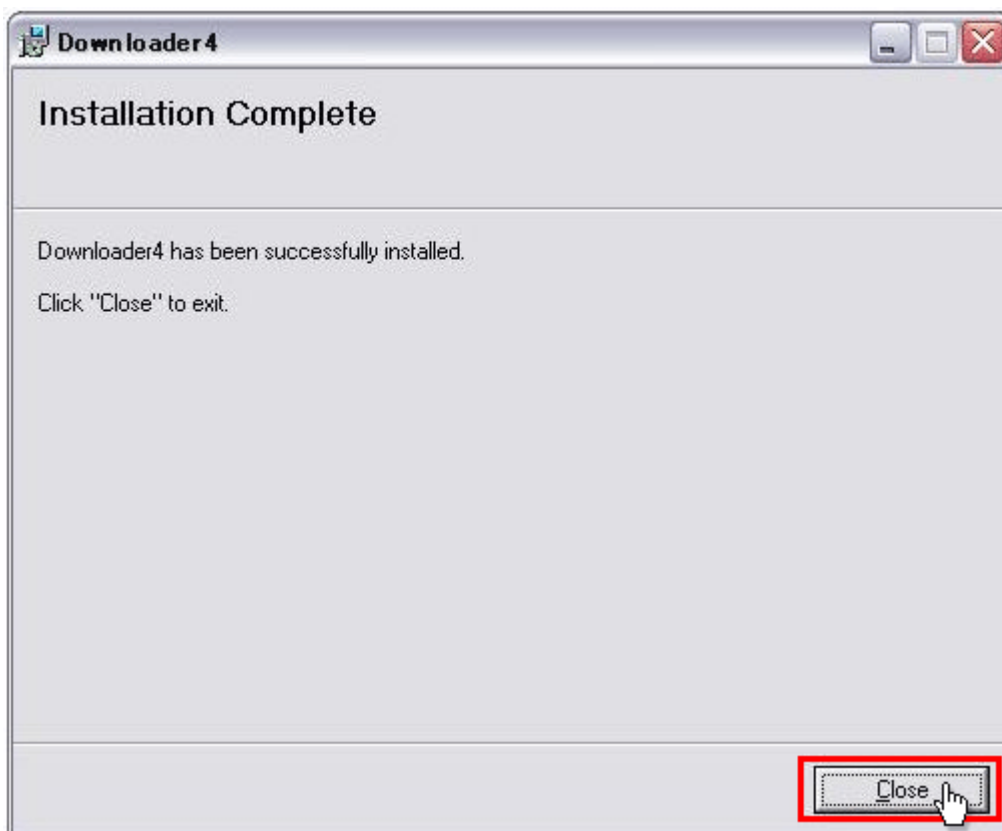 Downloader4
Installation Complete
Downloader4 has been successfully installed.
Click "Close" to exit.
Close